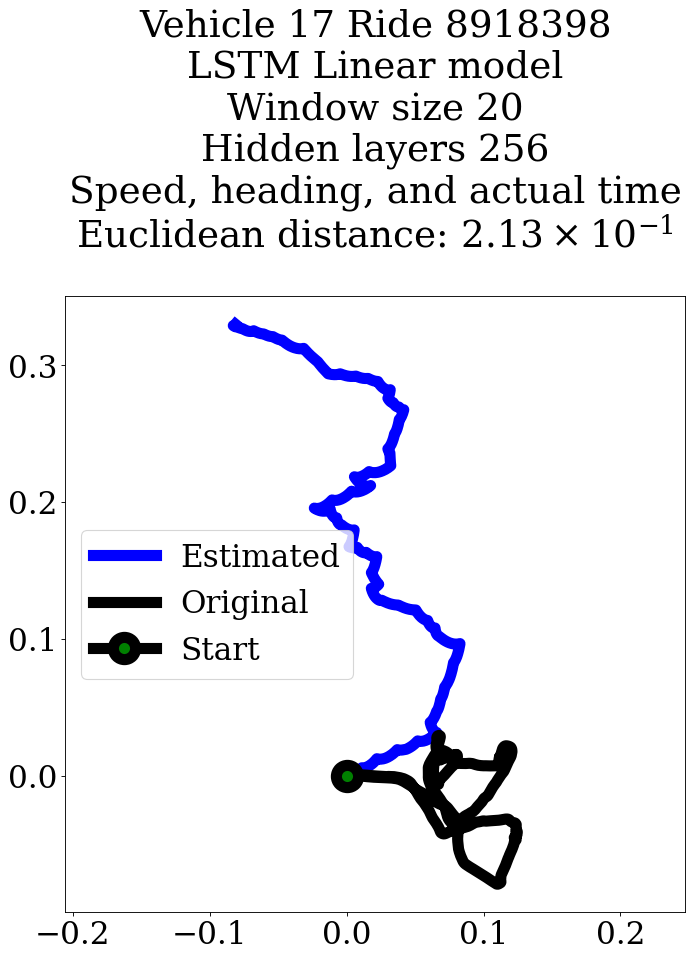 Vehicle 17 Ride 8918398
LSTM Linear model
Window size 20
Hidden layers 256
Speed, heading, and actual time
Euclidean distance: 2.13 × 10⁻¹
0.3
0.2
0.1
0.0
Estimated
Original
Start
−0.2 −0.1 0.0 0.1 0.2